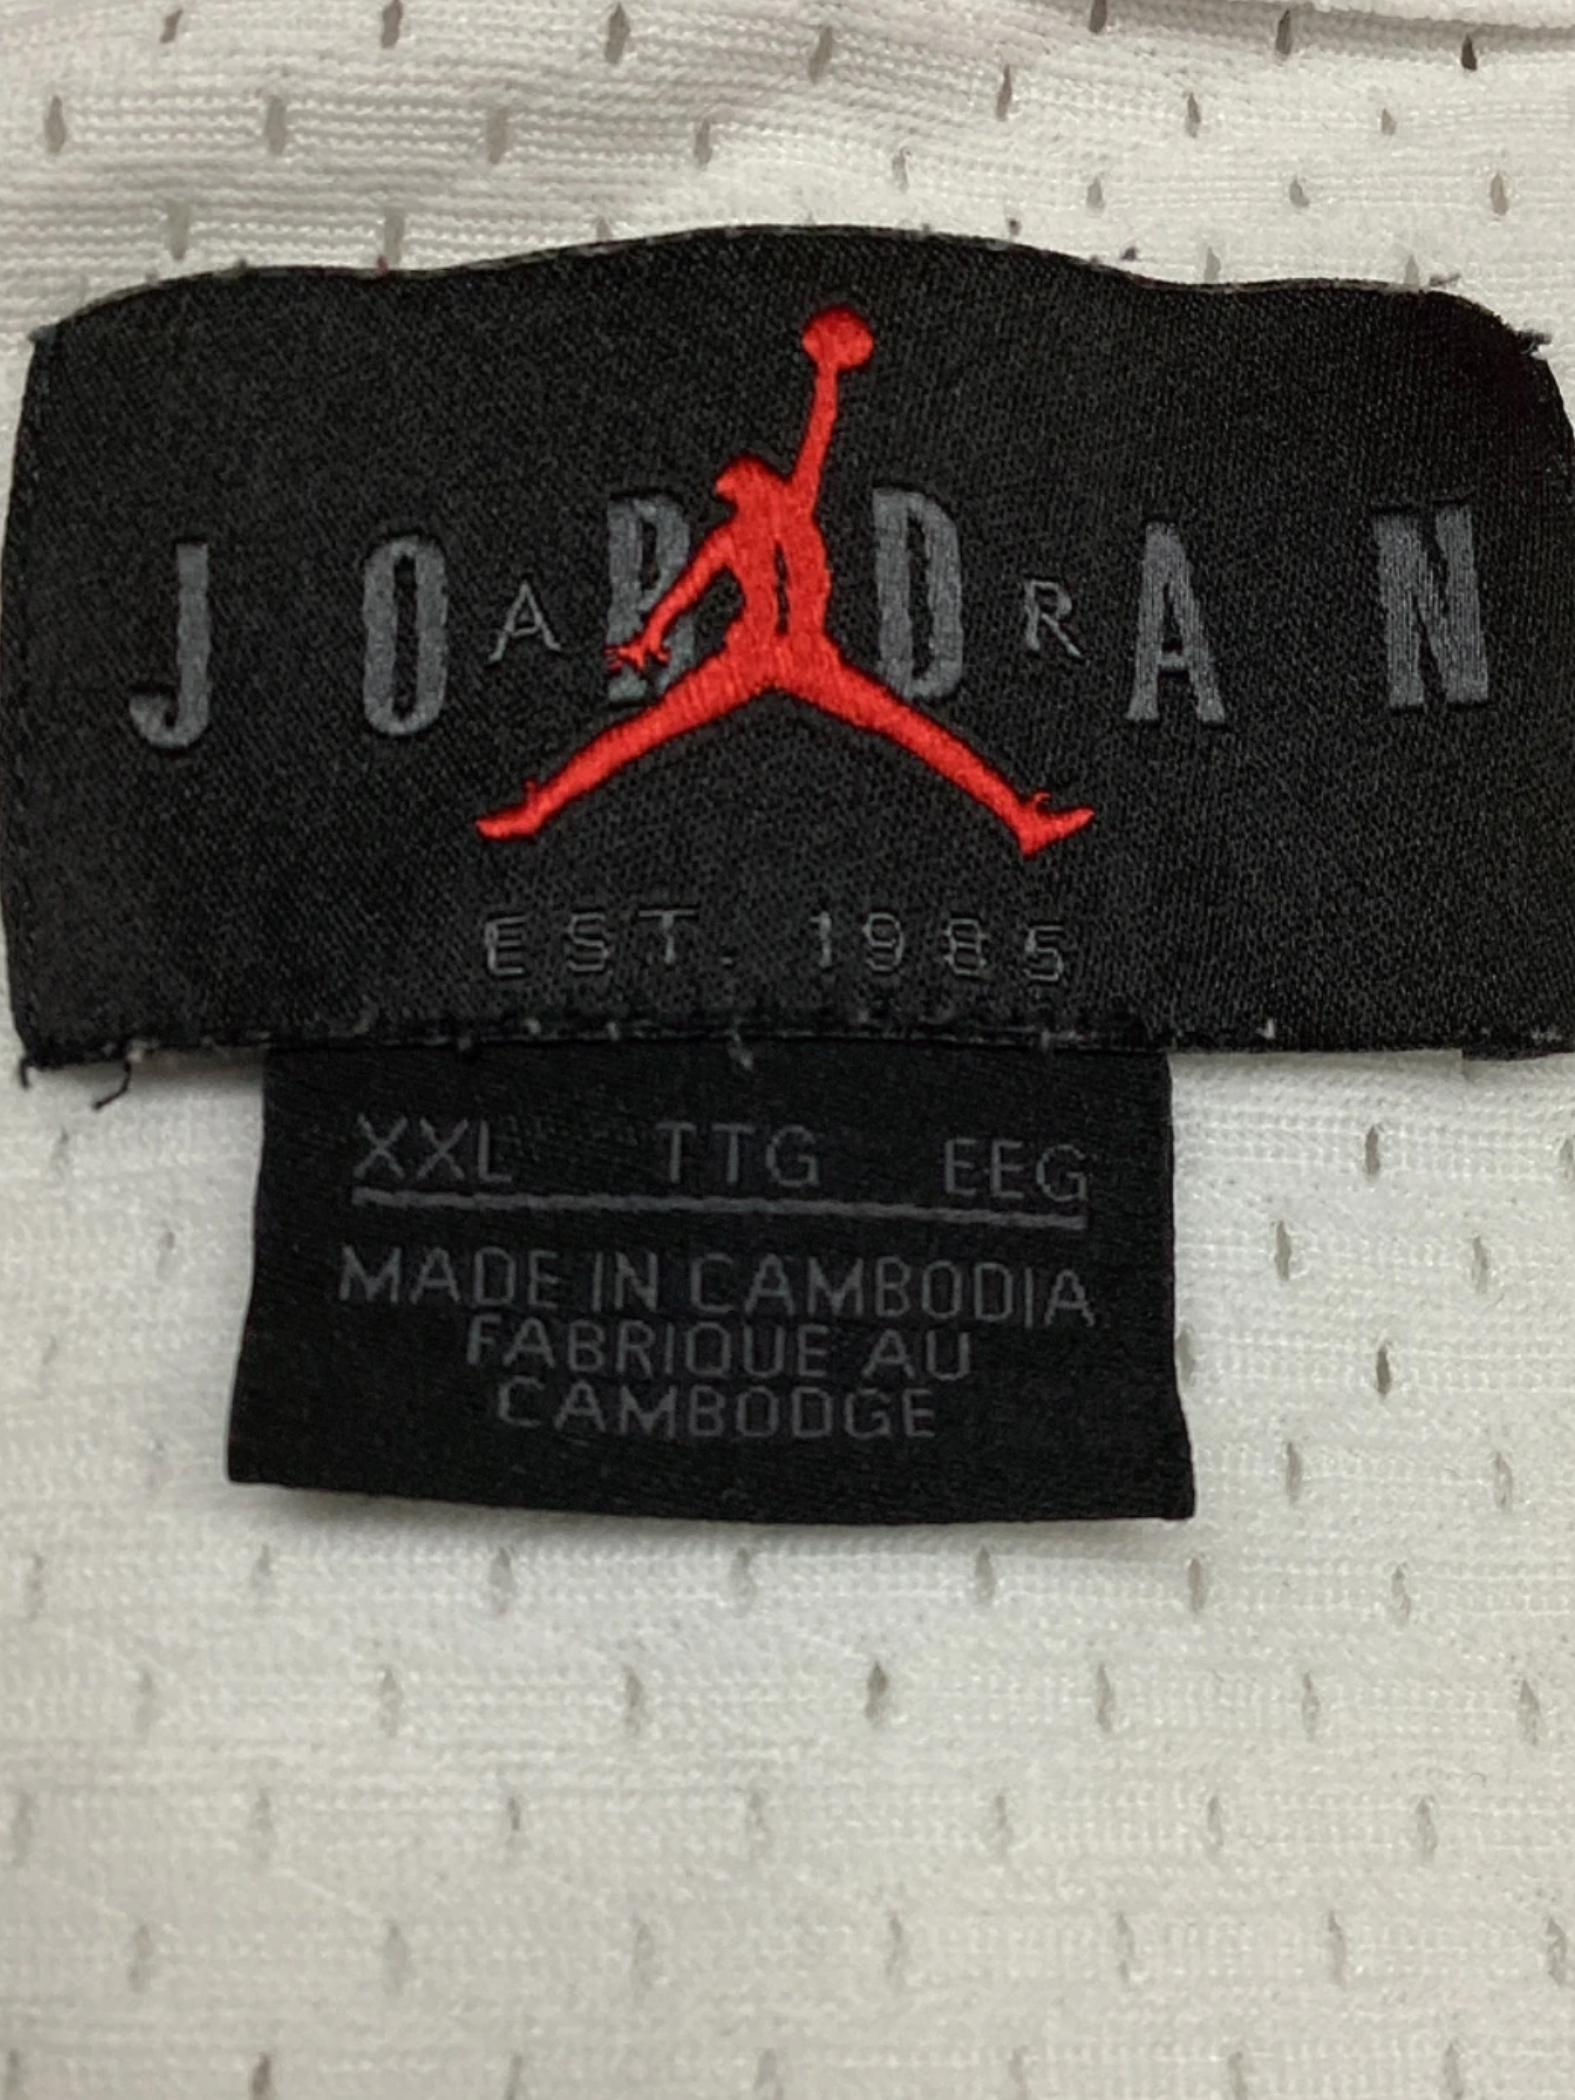 JORDAN
AIR
EST. 1985
XXL TTG EEG
MADE IN CAMBODIA
FABRIQUE AU
CAMBODGE